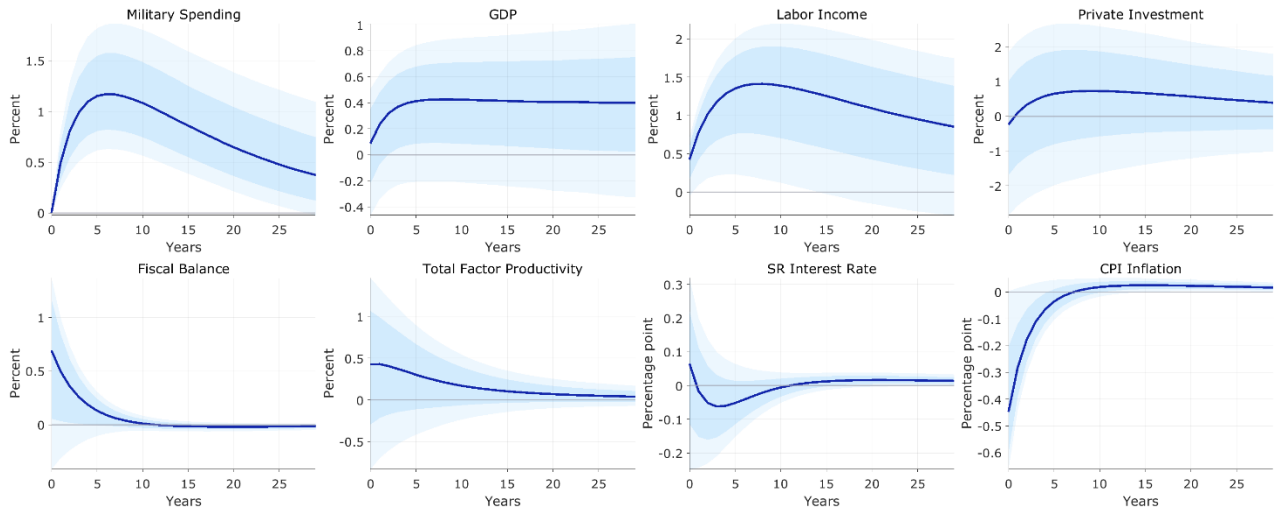 Military Spending
Percent
1.5
1
0.5
0
0 5 10 15 20 25
Years
GDP
Percent
1
0.8
0.6
0.4
0.2
0
-0.2
-0.4
0 5 10 15 20 25
Years
Labor Income
Percent
2
1.5
1
0.5
0
0 5 10 15 20 25
Years
Private Investment
Percent
2
1
0
-1
-2
0 5 10 15 20 25
Years
Fiscal Balance
Percent
1
0.5
0
0 5 10 15 20 25
Years
Total Factor Productivity
Percent
1
0.5
0
-0.5
0 5 10 15 20 25
Years
SR Interest Rate
Percentage point
0.3
0.2
0.1
0
-0.1
-0.2
0 5 10 15 20 25
Years
CPI Inflation
Percentage point
0
-0.1
-0.2
-0.3
-0.4
-0.5
-0.6
0 5 10 15 20 25
Years